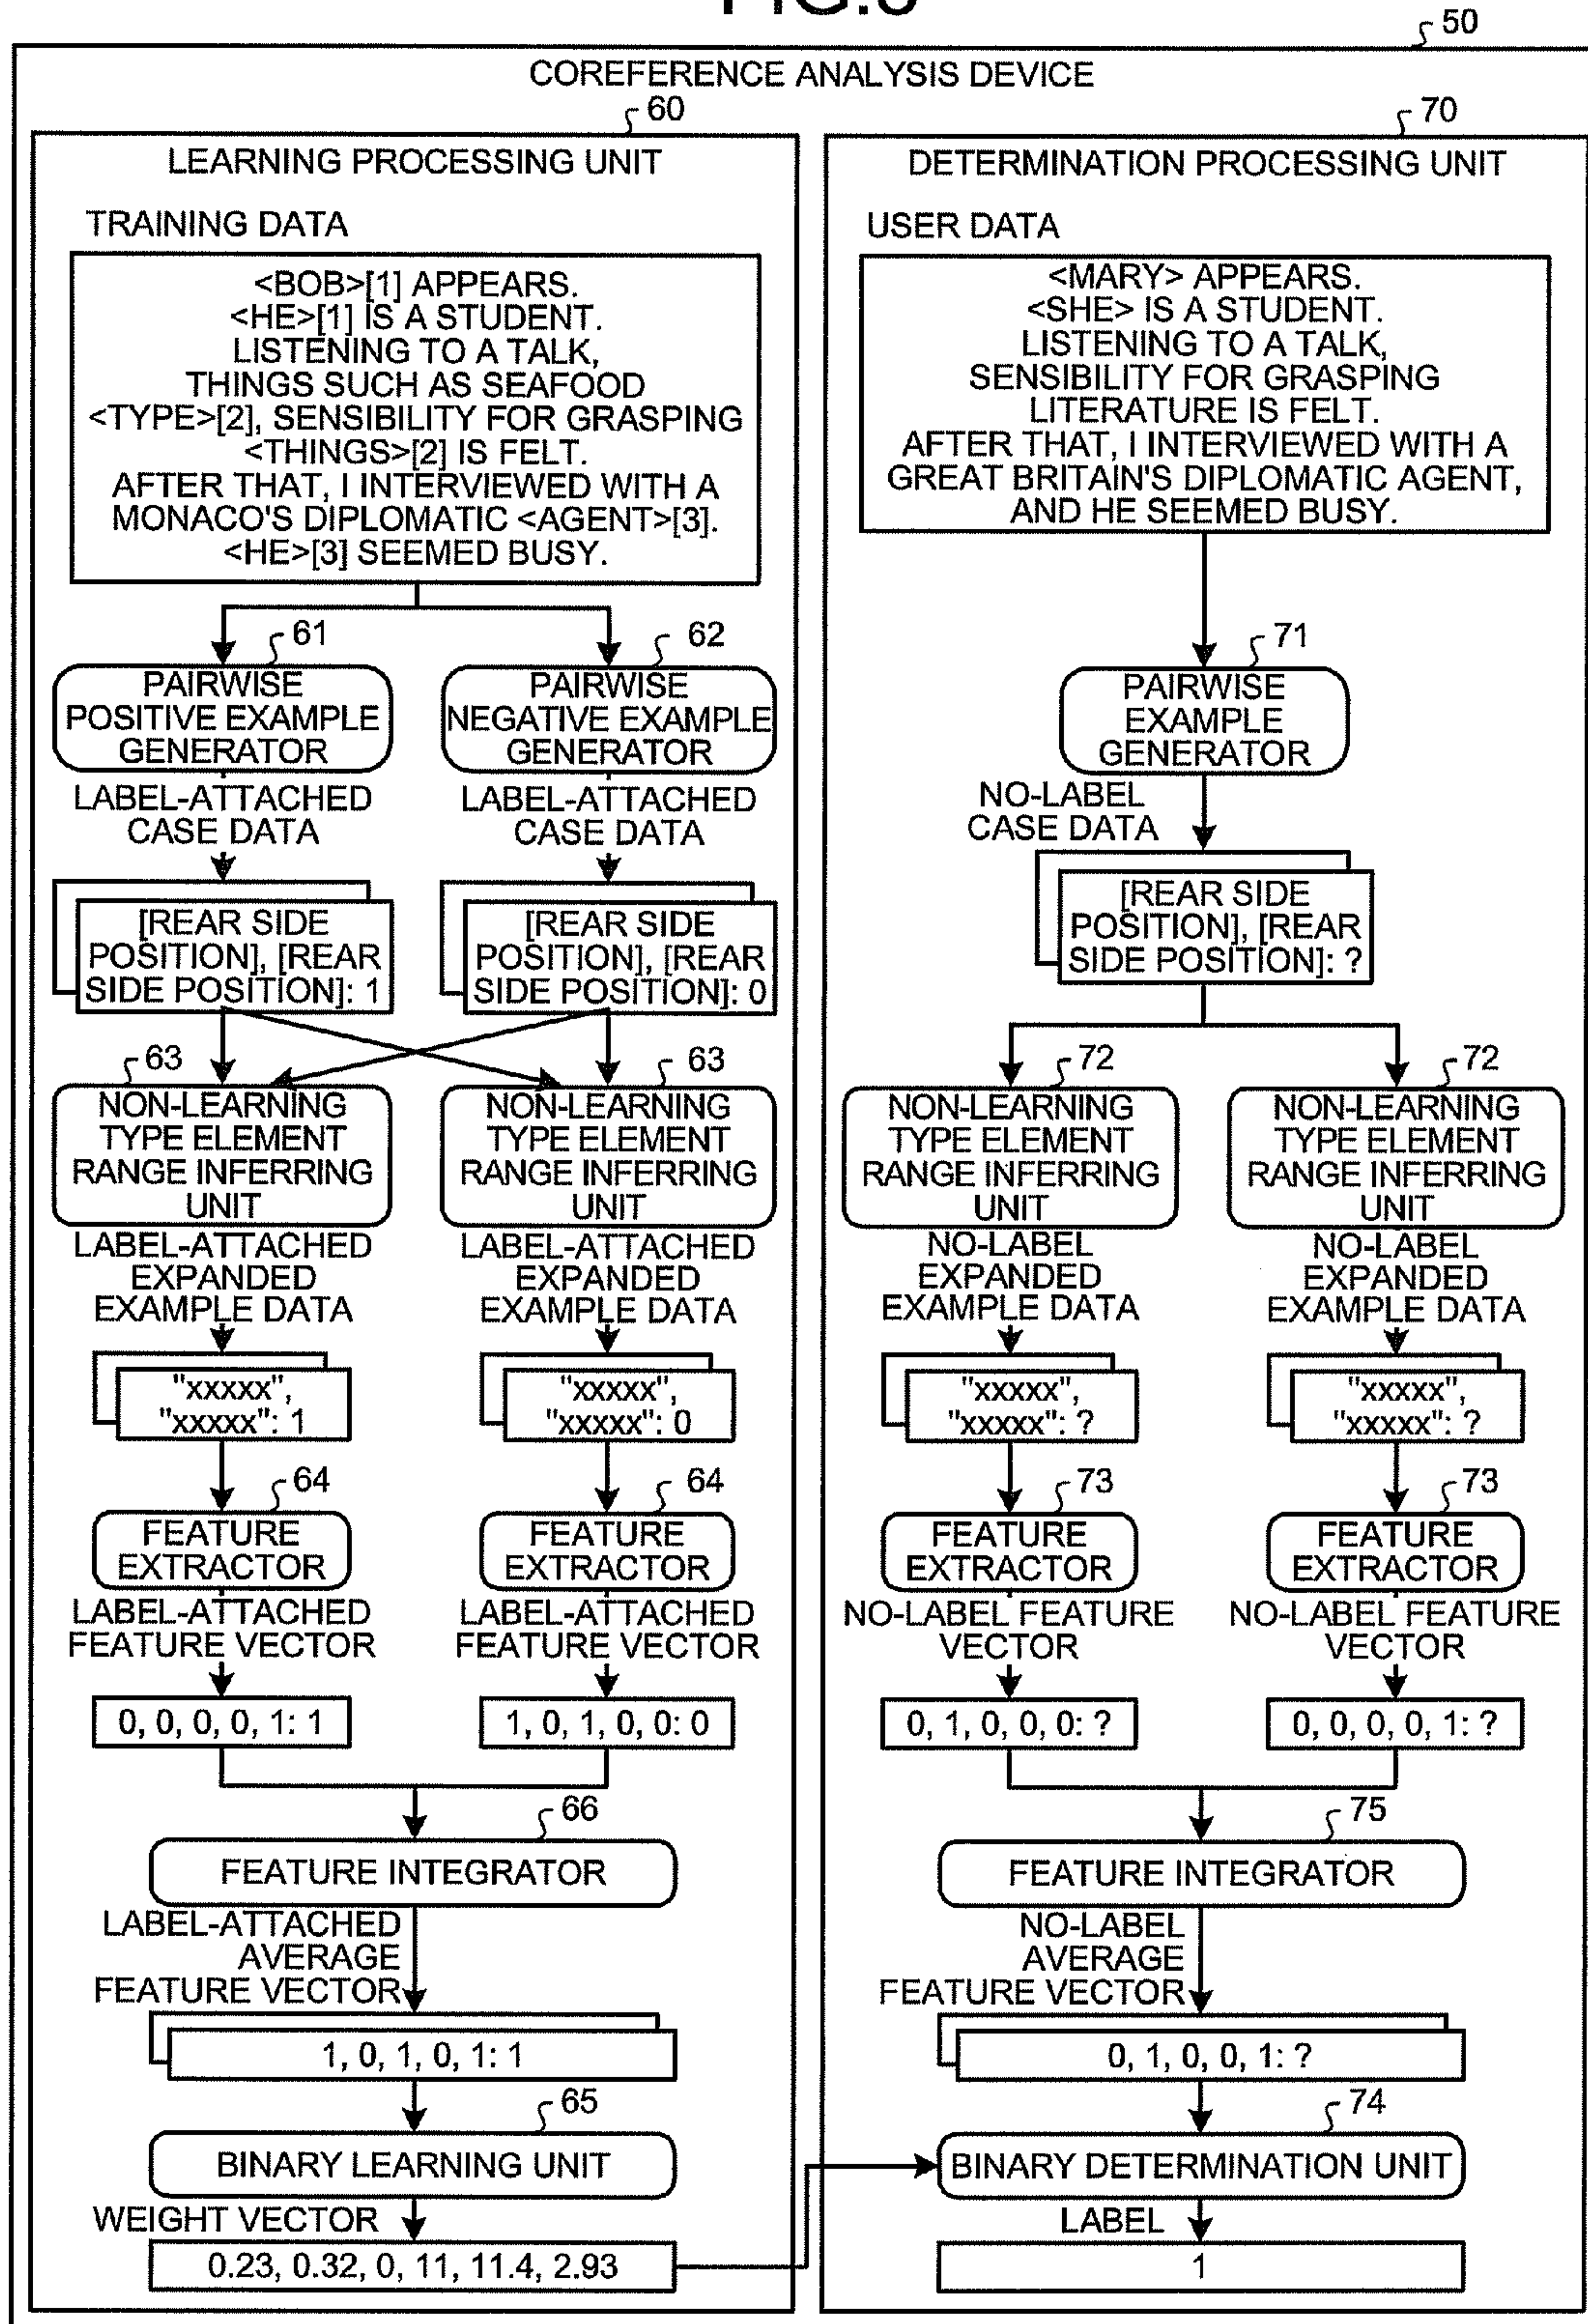 FIG.8
50
COREFERENCE ANALYSIS DEVICE
60
LEARNING PROCESSING UNIT
TRAINING DATA
<BOB>[1] APPEARS.
<HE>[1] IS A STUDENT.
LISTENING TO A TALK,
THINGS SUCH AS SEAFOOD
<TYPE>[2], SENSIBILITY FOR GRASPING
<THINGS>[2] IS FELT.
AFTER THAT, I INTERVIEWED WITH A
MONACO'S DIPLOMATIC <AGENT>[3].
<HE>[3] SEEMED BUSY.
61
PAIRWISE
POSITIVE EXAMPLE
GENERATOR
LABEL-ATTACHED
CASE DATA
[REAR SIDE
POSITION], [REAR
SIDE POSITION]: 1
62
PAIRWISE
NEGATIVE EXAMPLE
GENERATOR
LABEL-ATTACHED
CASE DATA
[REAR SIDE
POSITION], [REAR
SIDE POSITION]: 0
63
NON-LEARNING
TYPE ELEMENT
RANGE INFERRING
UNIT
LABEL-ATTACHED
EXPANDED
EXAMPLE DATA
"xxxxx",
"xxxxx": 1
64
FEATURE
EXTRACTOR
LABEL-ATTACHED
FEATURE VECTOR
0, 0, 0, 0, 1: 1
63
NON-LEARNING
TYPE ELEMENT
RANGE INFERRING
UNIT
LABEL-ATTACHED
EXPANDED
EXAMPLE DATA
"xxxxx",
"xxxxx": 0
64
FEATURE
EXTRACTOR
LABEL-ATTACHED
FEATURE VECTOR
1, 0, 1, 0, 0: 0
66
FEATURE INTEGRATOR
LABEL-ATTACHED
AVERAGE
FEATURE VECTOR
1, 0, 1, 0, 1: 1
65
BINARY LEARNING UNIT
WEIGHT VECTOR
0.23, 0.32, 0, 11, 11.4, 2.93
70
DETERMINATION PROCESSING UNIT
USER DATA
<MARY> APPEARS.
<SHE> IS A STUDENT.
LISTENING TO A TALK,
SENSIBILITY FOR GRASPING
LITERATURE IS FELT.
AFTER THAT, I INTERVIEWED WITH A
GREAT BRITAIN'S DIPLOMATIC AGENT,
AND HE SEEMED BUSY.
71
PAIRWISE
EXAMPLE
GENERATOR
NO-LABEL
CASE DATA
[REAR SIDE
POSITION], [REAR
SIDE POSITION]: ?
72
NON-LEARNING
TYPE ELEMENT
RANGE INFERRING
UNIT
NO-LABEL
EXPANDED
EXAMPLE DATA
"xxxxx",
"xxxxx": ?
73
FEATURE
EXTRACTOR
NO-LABEL FEATURE
VECTOR
0, 1, 0, 0, 0: ?
72
NON-LEARNING
TYPE ELEMENT
RANGE INFERRING
UNIT
NO-LABEL
EXPANDED
EXAMPLE DATA
"xxxxx",
"xxxxx": ?
73
FEATURE
EXTRACTOR
NO-LABEL FEATURE
VECTOR
0, 0, 0, 0, 1: ?
75
FEATURE INTEGRATOR
NO-LABEL
AVERAGE
FEATURE VECTOR
0, 1, 0, 0, 1: ?
74
BINARY DETERMINATION UNIT
LABEL
1